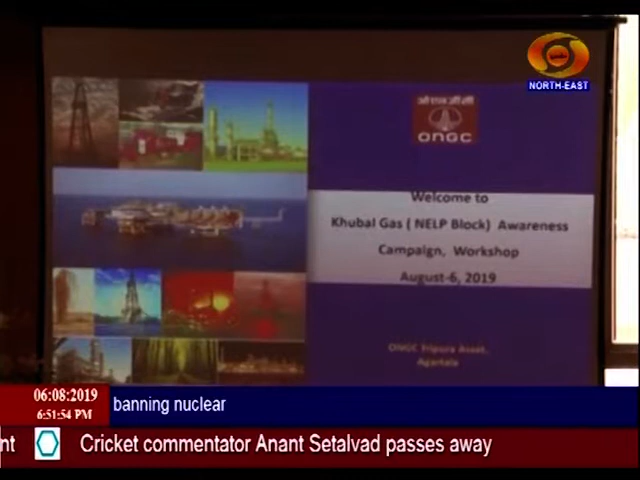 NORTH-EAST
ओएनजीसी
ONGC
Welcome to
Khubal Gas ( NELP Block) Awareness
Campaign, Workshop
August-6, 2019
ONGC Tripura Asset,
Agartala
06:08:2019
6:51:54 PM
banning nuclear
nt
Cricket commentator Anant Setalvad passes away